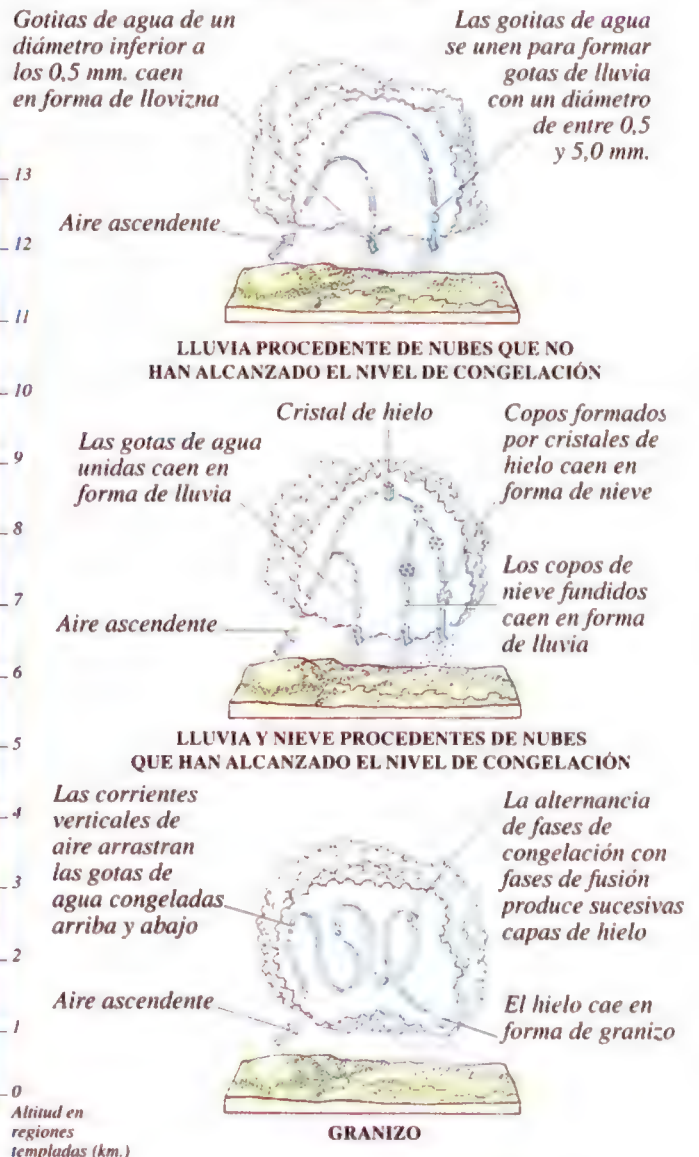 Gotitas de agua de un
diámetro inferior a
los 0,5 mm. caen
en forma de llovizna
Las gotitas de agua
se unen para formar
gotas de lluvia
con un diámetro
de entre 0,5
y 5,0 mm.
Aire ascendente
LLUVIA PROCEDENTE DE NUBES QUE NO
HAN ALCANZADO EL NIVEL DE CONGELACIÓN
Cristal de hielo
Las gotas de agua
unidas caen en
forma de lluvia
Copos formados
por cristales de
hielo caen en
forma de nieve
Los copos de
nieve fundidos
caen en forma
de lluvia
Aire ascendente
LLUVIA Y NIEVE PROCEDENTES DE NUBES
QUE HAN ALCANZADO EL NIVEL DE CONGELACIÓN
Las corrientes
verticales de
aire arrastran
las gotas de
agua congeladas
arriba y abajo
La alternancia
de fases de
congelación con
fases de fusión
produce sucesivas
capas de hielo
Aire ascendente
El hielo cae en
forma de granizo
GRANIZO
13
12
11
10
9
8
7
6
5
4
3
2
1
0
Altitud en
regiones
templadas (km.)